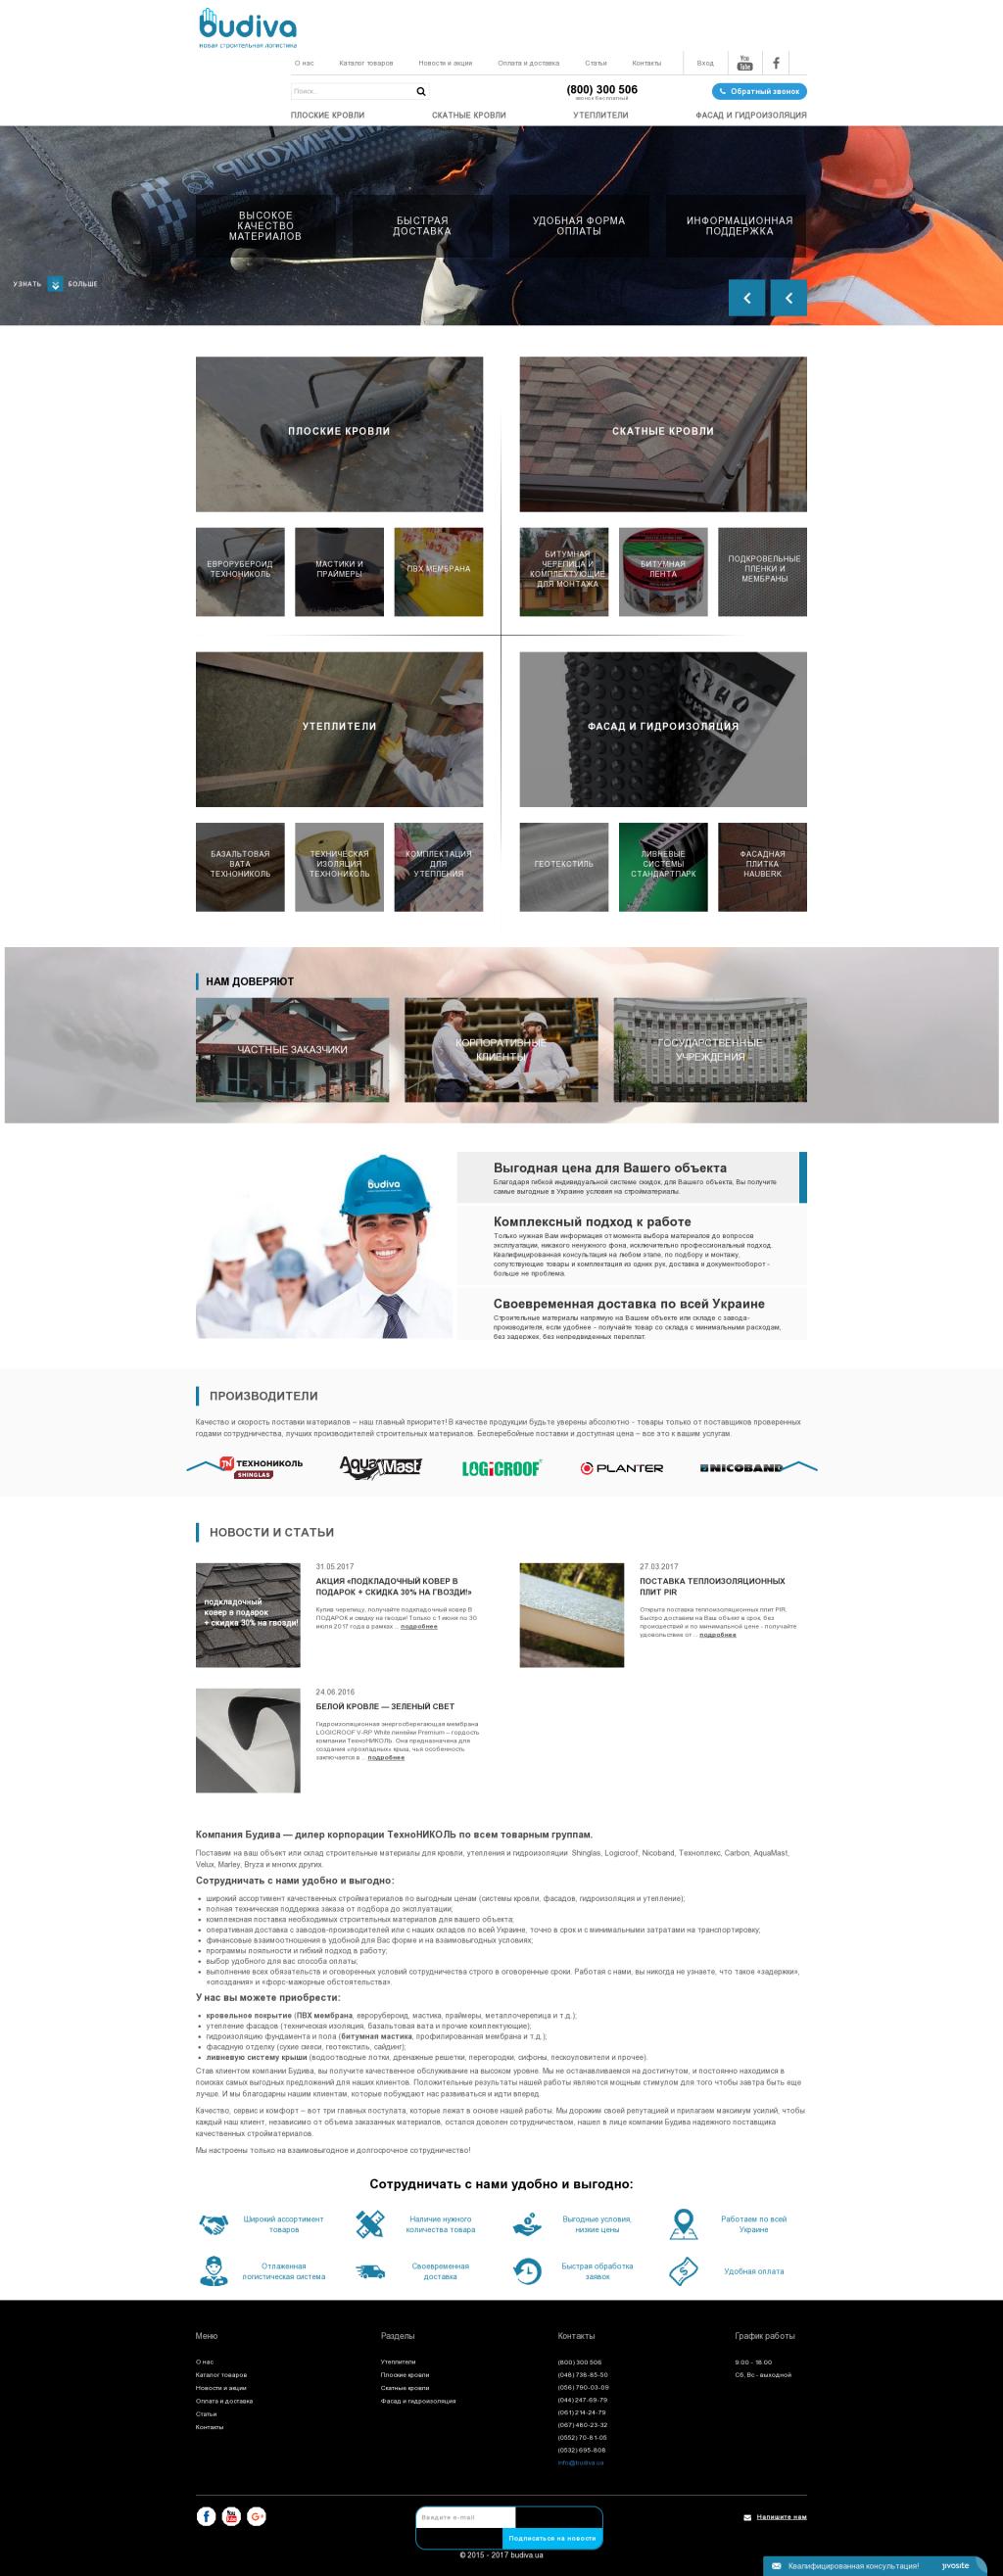 budiva
новая строительная логистика
О нас Каталог товаров Новости и акции Оплата и доставка Статьи Контакты Вход You Tube
Поиск...
(800) 300 506
звонок бесплатный
Обратный звонок
ПЛОСКИЕ КРОВЛИ СКАТНЫЕ КРОВЛИ УТЕПЛИТЕЛИ ФАСАД И ГИДРОИЗОЛЯЦИЯ
ТЕХНОНИКОЛЬ
ВЫСОКОЕ
КАЧЕСТВО
МАТЕРИАЛОВ
БЫСТРАЯ
ДОСТАВКА
УДОБНАЯ ФОРМА
ОПЛАТЫ
ИНФОРМАЦИОННАЯ
ПОДДЕРЖКА
УЗНАТЬ БОЛЬШЕ
ПЛОСКИЕ КРОВЛИ
СКАТНЫЕ КРОВЛИ
ЕВРОРУБЕРОИД
ТЕХНОНИКОЛЬ
МАСТИКИ И
ПРАЙМЕРЫ
ПВХ МЕМБРАНА
БИТУМНАЯ
ЧЕРЕПИЦА И
КОМПЛЕКТУЮЩИЕ
ДЛЯ МОНТАЖА
БИТУМНАЯ
ЛЕНТА
ПОДКРОВЕЛЬНЫЕ
ПЛЕНКИ И
МЕМБРАНЫ
УТЕПЛИТЕЛИ
ФАСАД И ГИДРОИЗОЛЯЦИЯ
БАЗАЛЬТОВАЯ
ВАТА
ТЕХНОНИКОЛЬ
ТЕХНИЧЕСКАЯ
ИЗОЛЯЦИЯ
ТЕХНОНИКОЛЬ
КОМПЛЕКТАЦИЯ
ДЛЯ
УТЕПЛЕНИЯ
ГЕОТЕКСТИЛЬ
ЛИВНЕВЫЕ
СИСТЕМЫ
СТАНДАРТПАРК
ФАСАДНАЯ
ПЛИТКА
HAUBERK
НАМ ДОВЕРЯЮТ
ЧАСТНЫЕ ЗАКАЗЧИКИ
КОРПОРАТИВНЫЕ
КЛИЕНТЫ
ГОСУДАРСТВЕННЫЕ
УЧРЕЖДЕНИЯ
budiva
Выгодная цена для Вашего объекта
Благодаря гибкой индивидуальной системе скидок, для Вашего объекта, Вы получите
самые выгодные в Украине условия на стройматериалы.
Комплексный подход к работе
Только нужная Вам информация от момента выбора материалов до вопросов
эксплуатации, никакого ненужного фона, исключительно профессиональный подход.
Квалифицированная консультация на любом этапе, по подбору и монтажу,
сопутствующие товары и комплектация из одних рук, доставка и документооборот -
больше не проблема.
Своевременная доставка по всей Украине
Строительные материалы напрямую на Вашем объекте или складе с завода-
производителя, если удобнее - получайте товар со склада с минимальными расходам,
без задержек, без непредвиденных переплат.
ПРОИЗВОДИТЕЛИ
Качество и скорость поставки материалов – наш главный приоритет! В качестве продукции будьте уверены абсолютно - товары только от поставщиков проверенных
годами сотрудничества, лучших производителей строительных материалов. Бесперебойные поставки и доступная цена – все это к вашим услугам.
ТЕХНОНИКОЛЬ
SHINGLAS
AquaMast
LOGICROOF
PLANTER
NICOBAND
НОВОСТИ И СТАТЬИ
подкладочный
ковер в подарок
+ скидка 30% на гвозди!
31.05.2017
АКЦИЯ «ПОДКЛАДОЧНЫЙ КОВЕР В
ПОДАРОК + СКИДКА 30% НА ГВОЗДИ!»
Купив черепицу, получайте подкладочный ковер В
ПОДАРОК и скидку на гвозди! Только с 1 июня по 30
июля 2017 года в рамках ... подробнее
27.03.2017
ПОСТАВКА ТЕПЛОИЗОЛЯЦИОННЫХ
ПЛИТ PIR
Открыта поставка теплоизоляционных плит PIR.
Быстро доставим на Ваш объект в срок, без
происшествий и по минимальной цене - получайте
удовольствие от ... подробнее
24.06.2016
БЕЛОЙ КРОВЛЕ — ЗЕЛЕНЫЙ СВЕТ
Гидроизоляционная энергосберегающая мембрана
LOGICROOF V-RP White линейки Premium – гордость
компании ТехноНИКОЛЬ. Она предназначена для
создания «прохладных» крыш, чья особенность
заключается в ... подробнее
Компания Будива — дилер корпорации ТехноНИКОЛЬ по всем товарным группам.
Поставим на ваш объект или склад строительные материалы для кровли, утепления и гидроизоляции Shinglas, Logicroof, Nicoband, Техноплекс, Carbon, AquaMast,
Velux, Marley, Bryza и многих других.
Сотрудничать с нами удобно и выгодно:
широкий ассортимент качественных стройматериалов по выгодным ценам (системы кровли, фасадов, гидроизоляция и утепление);
полная техническая поддержка заказа от подбора до эксплуатации;
комплексная поставка необходимых строительных материалов для вашего объекта;
оперативная доставка с заводов-производителей или с наших складов по всей Украине, точно в срок и с минимальными затратами на транспортировку;
финансовые взаимоотношения в удобной для Вас форме и на взаимовыгодных условиях;
программы лояльности и гибкий подход в работу;
выбор удобного для вас способа оплаты;
выполнение всех обязательств и оговоренных условий сотрудничества строго в оговоренные сроки. Работая с нами, вы никогда не узнаете, что такое «задержки»,
«опоздания» и «форс-мажорные обстоятельства».
У нас вы можете приобрести:
кровельное покрытие (ПВХ мембрана, еврорубероид, мастика, праймеры, металлочерепица и т.д.);
утепление фасадов (техническая изоляция, базальтовая вата и прочие комплектующие);
гидроизоляцию фундамента и пола (битумная мастика, профилированная мембрана и т.д.);
фасадную отделку (сухие смеси, геотекстиль, сайдинг);
ливневую систему крыши (водоотводные лотки, дренажные решетки, перегородки, сифоны, пескоуловители и прочее).
Став клиентом компании Будива, вы получите качественное обслуживание на высоком уровне. Мы не останавливаемся на достигнутом, и постоянно находимся в
поисках самых выгодных предложений для наших клиентов. Положительные результаты нашей работы являются мощным стимулом для того чтобы завтра быть еще
лучше. И мы благодарны нашим клиентам, которые побуждают нас развиваться и идти вперед.
Качество, сервис и комфорт – вот три главных постулата, которые лежат в основе нашей работы. Мы дорожим своей репутацией и прилагаем максимум усилий, чтобы
каждый наш клиент, независимо от объема заказанных материалов, остался доволен сотрудничеством, нашел в лице компании Будива надежного поставщика
качественных стройматериалов.
Мы настроены только на взаимовыгодное и долгосрочное сотрудничество!
Сотрудничать с нами удобно и выгодно:
Широкий ассортимент
товаров
Наличие нужного
количества товара
Выгодные условия,
низкие цены
Работаем по всей
Украине
Отлаженная
логистическая система
Своевременная
доставка
Быстрая обработка
заявок
Удобная оплата
Меню
О нас
Каталог товаров
Новости и акции
Оплата и доставка
Статьи
Контакты
Разделы
Утеплители
Плоские кровли
Скатные кровли
Фасад и гидроизоляция
Контакты
(800) 300 506
(048) 738-85-50
(056) 790-03-09
(044) 247-69-79
(061) 214-24-79
(067) 480-23-32
(0552) 70-81-05
(0532) 695-808
info@budiva.ua
График работы
9.00 - 18.00
Сб, Вс - выходной
You Tube G+
Введите e-mail
Подписаться на новости
Напишите нам
© 2015 - 2017 budiva.ua
Квалифицированная консультация! jivosite